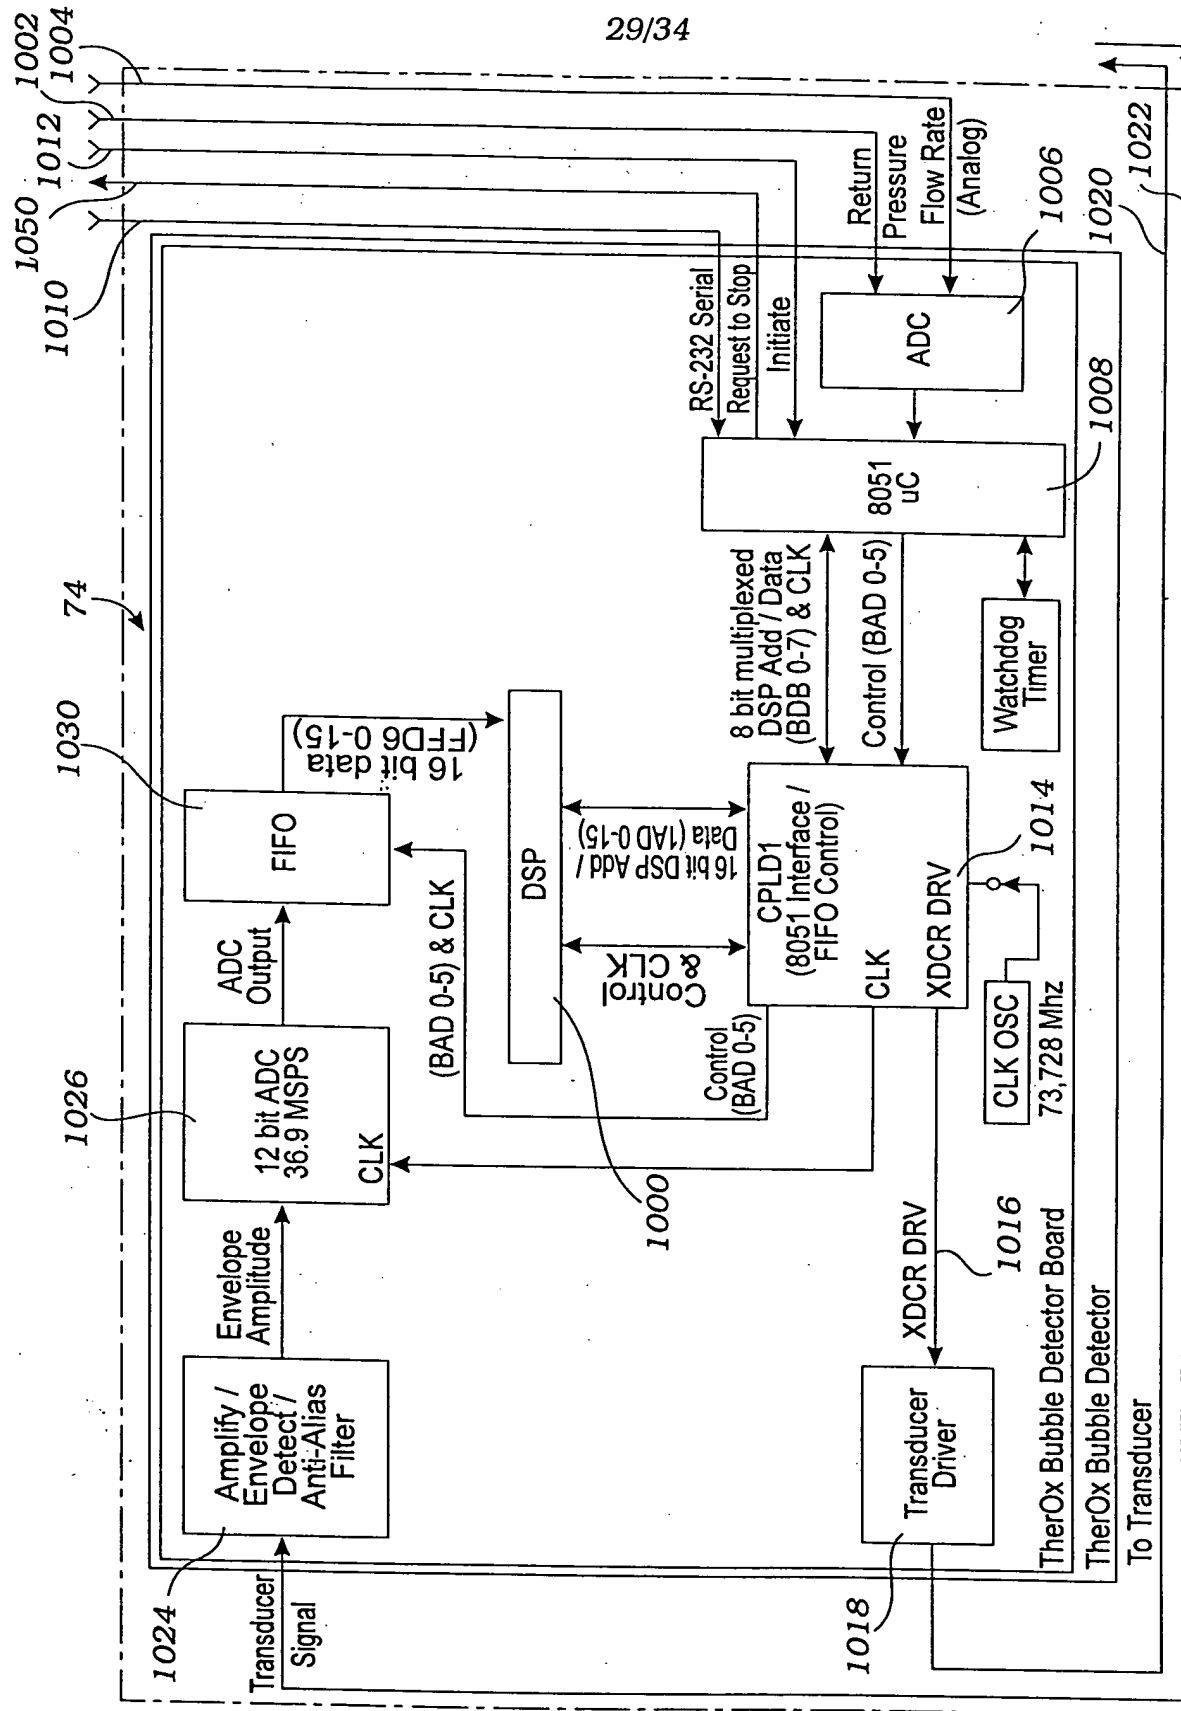 29/34
74
1050
1012
1002
1004
1010
1024
1026
1030
Transducer
Signal
Amplify /
Envelope
Detect /
Anti-Alias
Filter
Envelope
Amplitude
12 bit ADC
36.9 MSPS
CLK
ADC
Output
FIFO
16 bit data
(FFD6 0-15)
(BAD 0-5) & CLK
DSP
1000
Control
& CLK
16 bit DSP Add /
Data (1AD 0-15)
Control
(BAD 0-5)
CPLD1
(8051 Interface /
FIFO Control)
CLK
XDCR DRV
1014
8 bit multiplexed
DSP Add / Data
(BDB 0-7) & CLK
Control (BAD 0-5)
8051
uC
1008
RS-232 Serial
Request to Stop
Initiate
ADC
1006
Return
Pressure
Flow Rate
(Analog)
Watchdog
Timer
CLK OSC
73,728 Mhz
XDCR DRV
1016
Transducer
Driver
1018
TherOx Bubble Detector Board
TherOx Bubble Detector
To Transducer
1020
1022